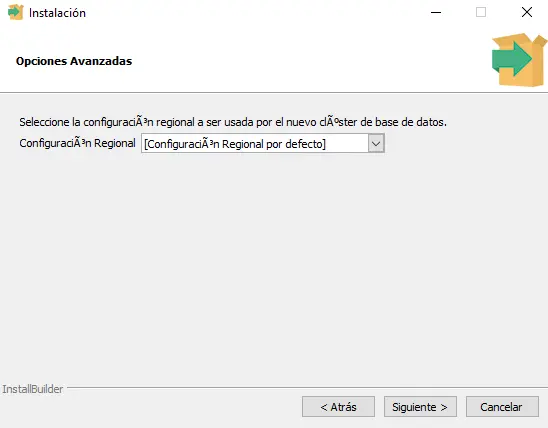 Instalación
Opciones Avanzadas
Seleccione la configuraciÃ³n regional a ser usada por el nuevo clÃºster de base de datos.
ConfiguraciÃ³n Regional [ConfiguraciÃ³n Regional por defecto]
InstallBuilder
< Atrás Siguiente > Cancelar